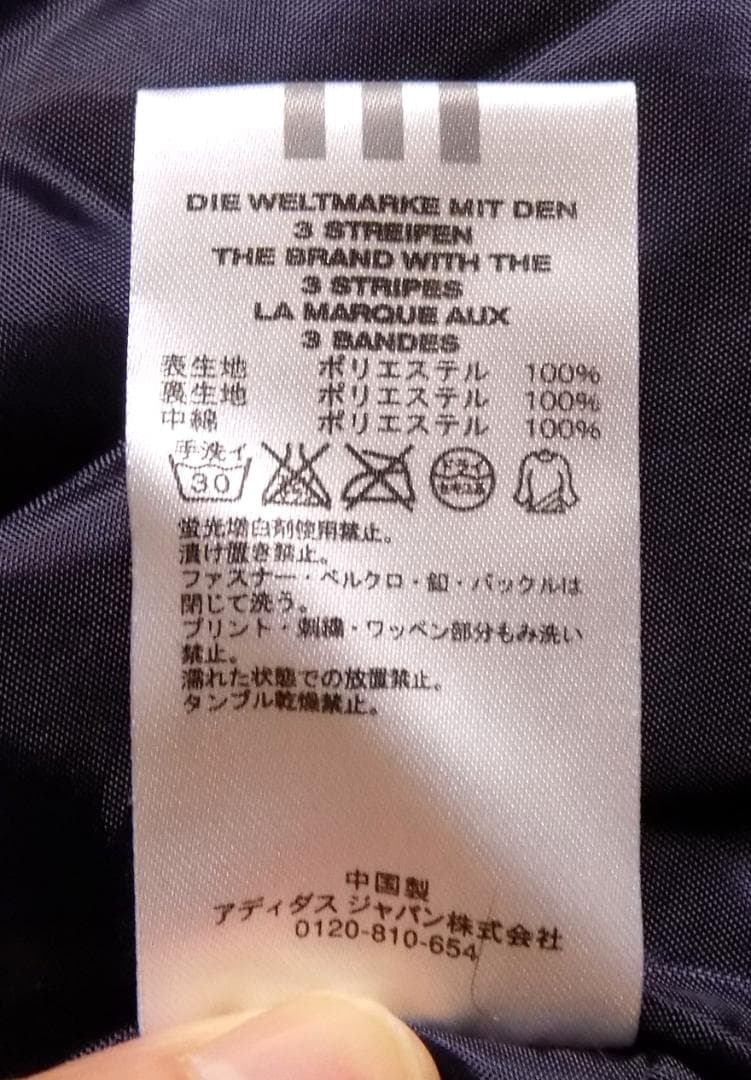 DIE WELTMARKE MIT DEN
3 STREIFEN
THE BRAND WITH THE
3 STRIPES
LA MARQUE AUX
3 BANDES
表生地 ポリエステル 100%
裏生地 ポリエステル 100%
中綿 ポリエステル 100%
手洗イ
30 ドライ
蛍光増白剤使用禁止。
漬け置き禁止。
ファスナー・ベルクロ・釦・バックルは
閉じて洗う。
プリント・刺繍・ワッペン部分もみ洗い
禁止。
濡れた状態での放置禁止。
タンブル乾燥禁止。
中国製
アディダス ジャパン株式会社
0120-810-654